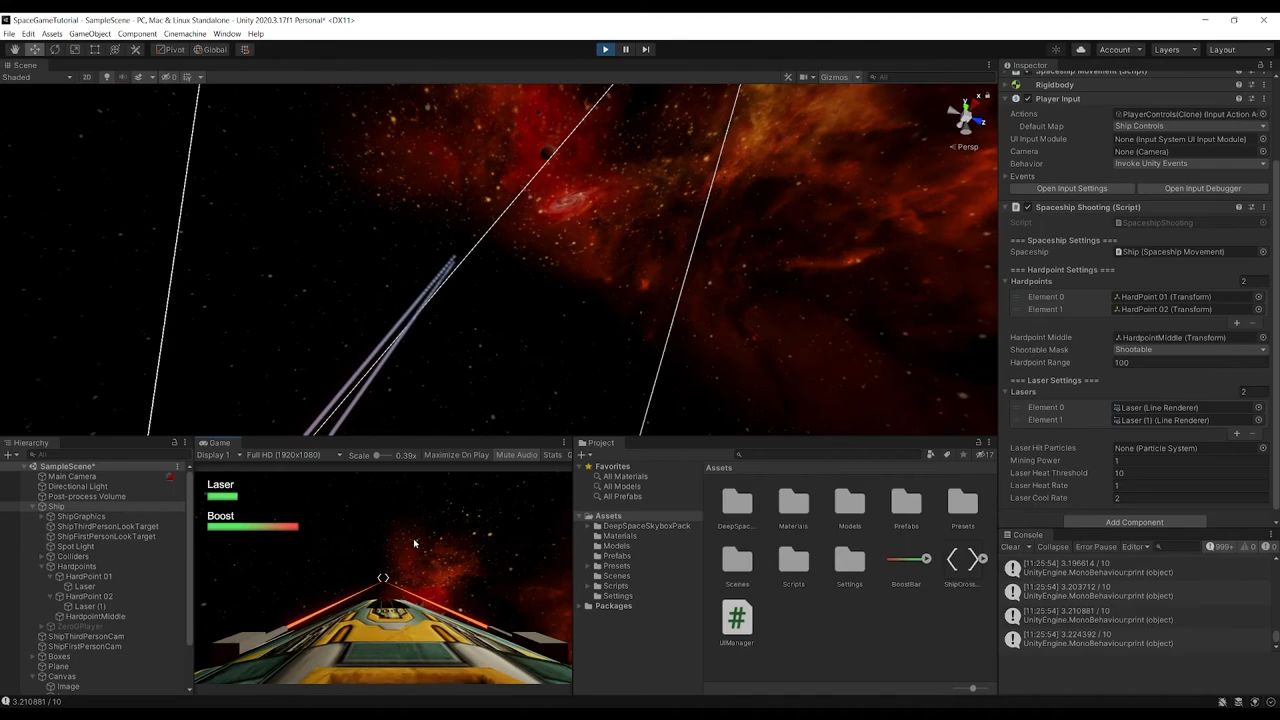 SpaceGameTutorial - SampleScene - PC, Mac & Linux Standalone - Unity 2020.3.17f1 Personal* <DX11>
File Edit Assets GameObject Component Cinemachine Window Help
Pivot Global
Account Layers Layout
Scene
Shaded 2D 0 Gizmos All
y x z
Persp
Inspector
Spaceship Movement (Script)
Rigidbody
Player Input
Actions PlayerControls(Clone) (Input Action A
Default Map Ship Controls
UI Input Module None (Input System UI Input Module)
Camera None (Camera)
Behavior Invoke Unity Events
Events
Open Input Settings Open Input Debugger
Spaceship Shooting (Script)
Script SpaceshipShooting
=== Spaceship Settings ===
Spaceship Ship (Spaceship Movement)
=== Hardpoint Settings ===
Hardpoints 2
Element 0 HardPoint 01 (Transform)
Element 1 HardPoint 02 (Transform)
Hardpoint Middle HardpointMiddle (Transform)
Shootable Mask Shootable
Hardpoint Range 100
=== Laser Settings ===
Lasers 2
Element 0 Laser (Line Renderer)
Element 1 Laser (1) (Line Renderer)
Laser Hit Particles None (Particle System)
Mining Power 1
Laser Heat Threshold 10
Laser Heat Rate 1
Laser Cool Rate 2
Add Component
Hierarchy
All
SampleScene*
Main Camera
Directional Light
Post-process Volume
Ship
ShipGraphics
ShipThirdPersonLookTarget
ShipFirstPersonLookTarget
Spot Light
Colliders
Hardpoints
HardPoint 01
Laser
HardPoint 02
Laser (1)
HardpointMiddle
ZeroGPlayer
ShipThirdPersonCam
ShipFirstPersonCam
Boxes
Plane
Canvas
Image
Game
Display 1 Full HD (1920x1080) Scale 0.39x Maximize On Play Mute Audio Stats
Laser
Boost
Project
17
Favorites
All Materials
All Models
All Prefabs
Assets
DeepSpaceSkyboxPack
Materials
Models
Prefabs
Presets
Scenes
Scripts
Settings
Packages
Assets
DeepSpac... Materials Models Prefabs Presets
Scenes Scripts Settings BoostBar ShipCross...
UIManager
Console
Clear Collapse Error Pause Editor 999+ 0 0
[11:25:54] 3.196614 / 10
UnityEngine.MonoBehaviour:print (object)
[11:25:54] 3.203712 / 10
UnityEngine.MonoBehaviour:print (object)
[11:25:54] 3.210881 / 10
UnityEngine.MonoBehaviour:print (object)
[11:25:54] 3.224392 / 10
UnityEngine.MonoBehaviour:print (object)
3.210881 / 10